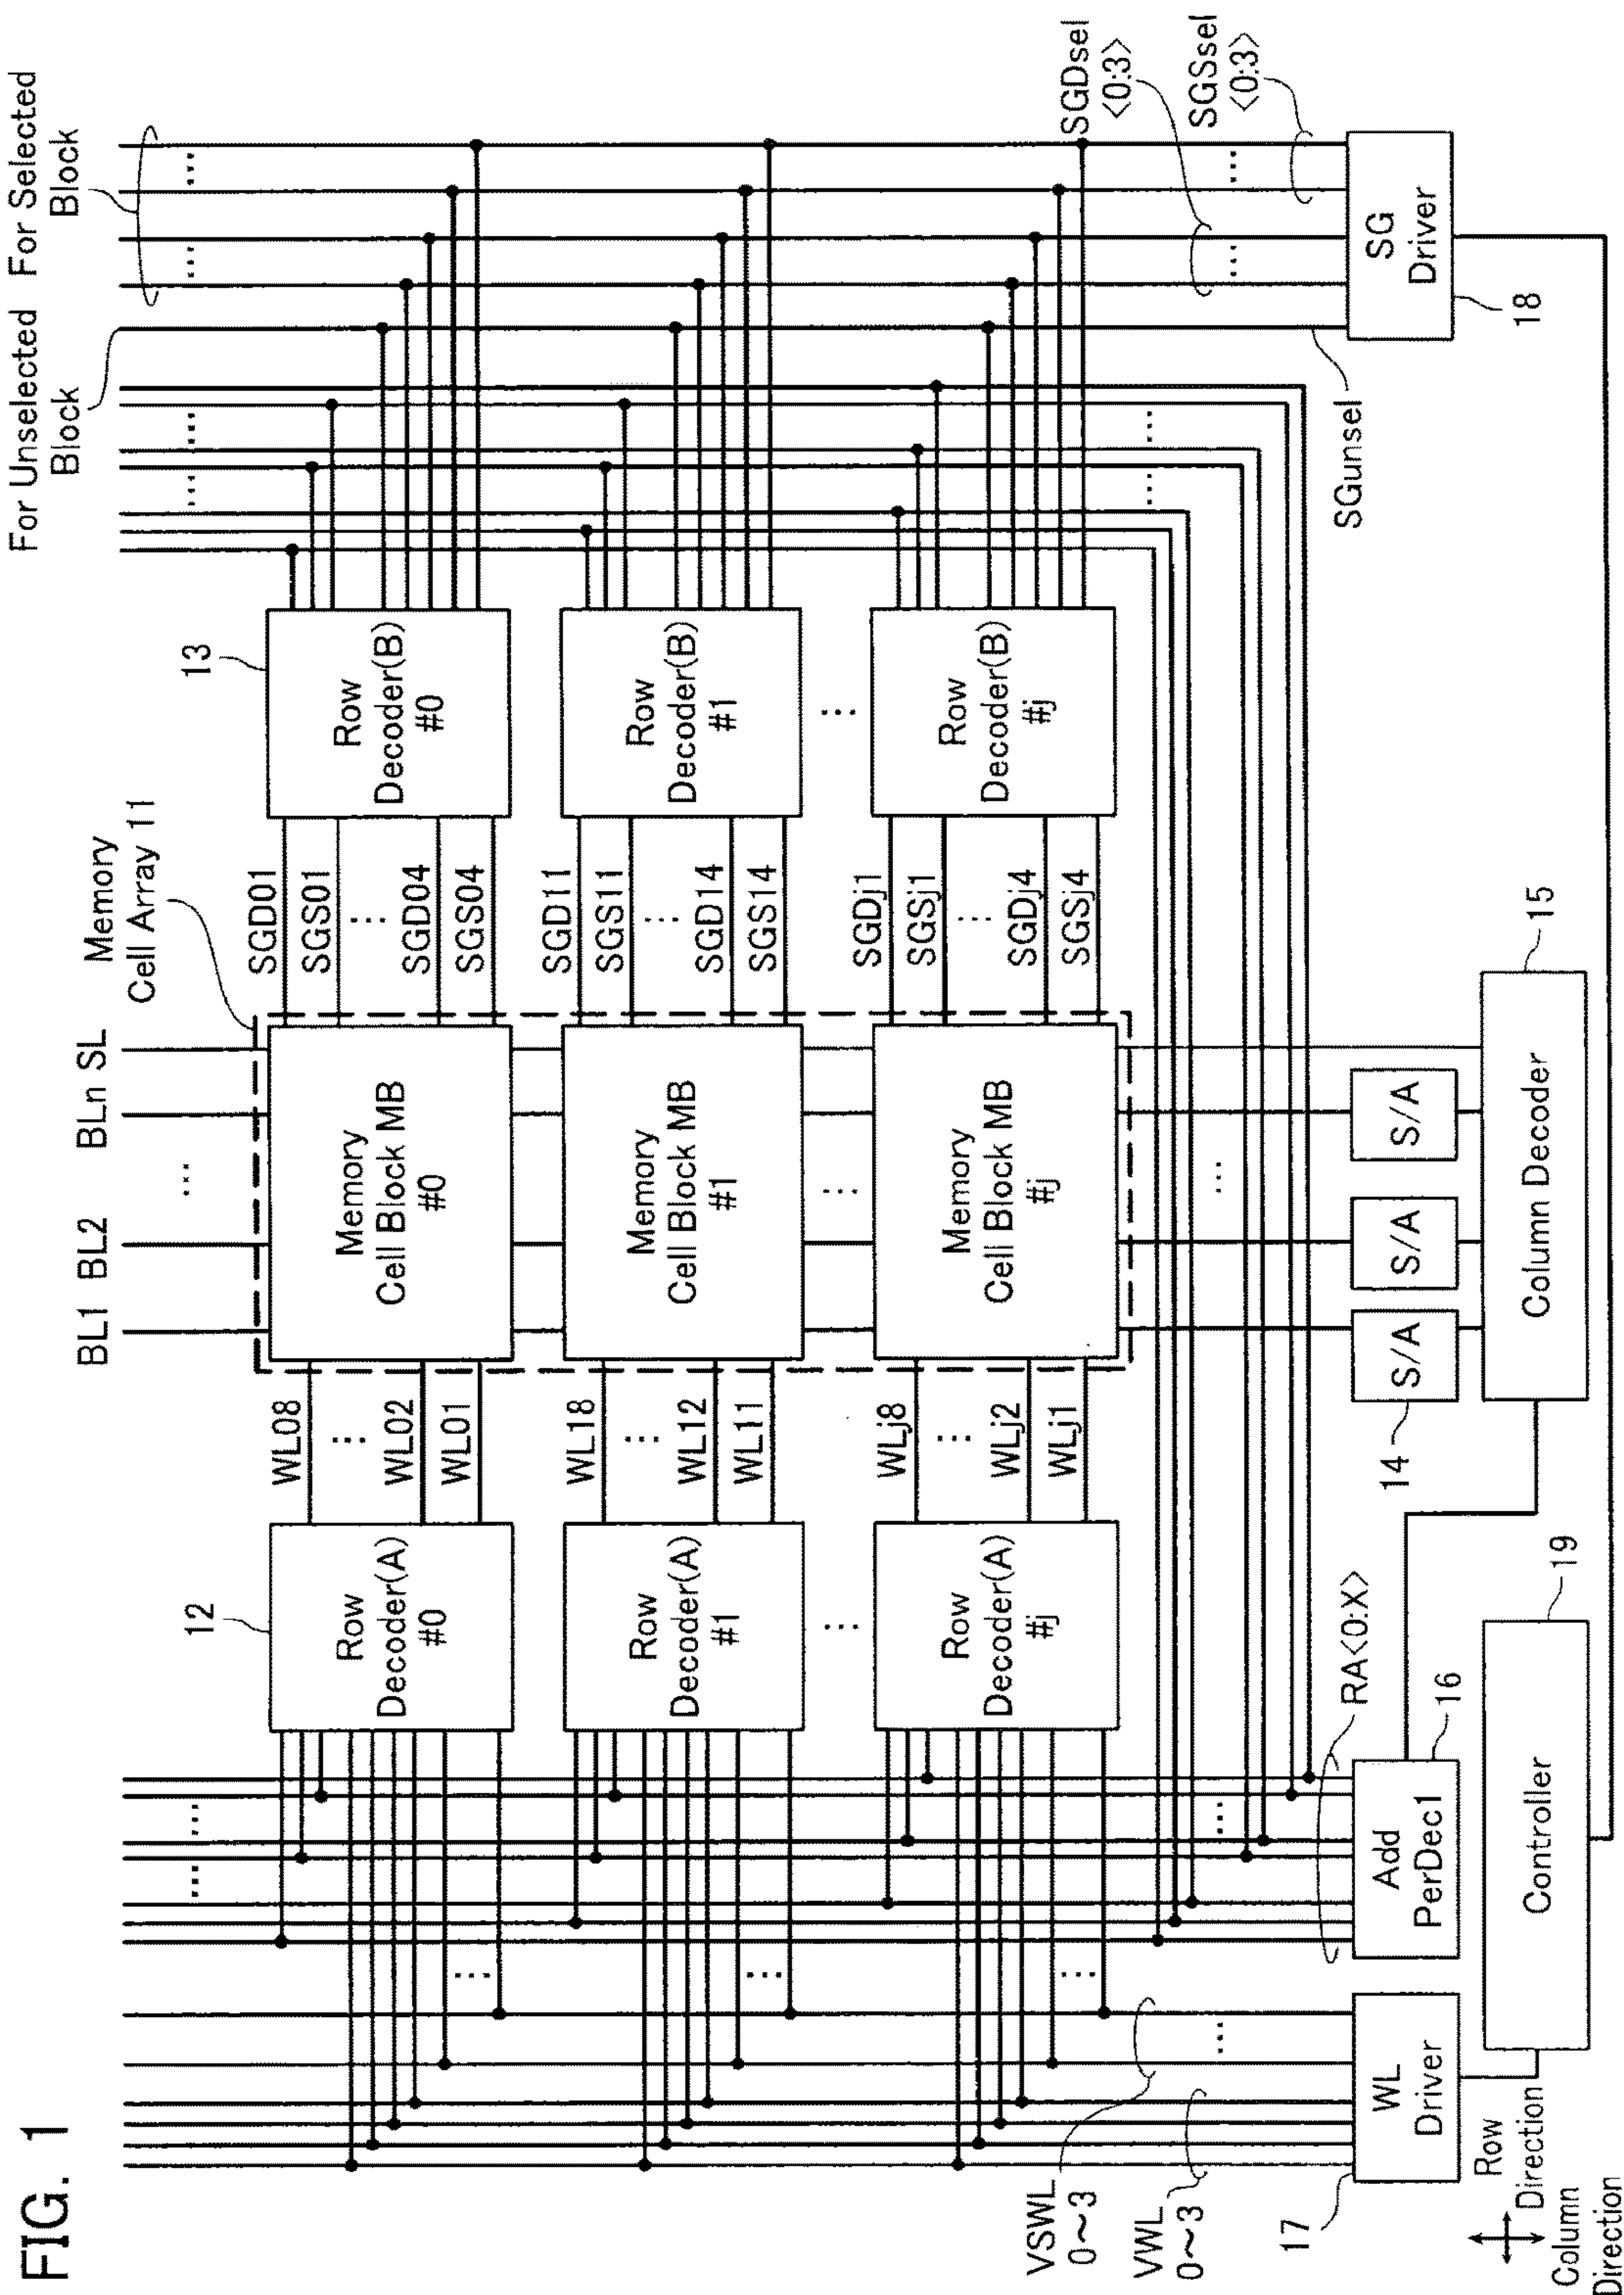 FIG. 1
BL1
BL2
...
BLn
SL
Memory
Cell Array 11
For Unselected
Block
For Selected
Block
12
Row
Decoder(A)
#0
WL08
...
WL02
WL01
Memory
Cell Block MB
#0
SGD01
SGS01
...
SGD04
SGS04
13
Row
Decoder(B)
#0
Row
Decoder(A)
#1
WL18
...
WL12
WL11
Memory
Cell Block MB
#1
SGD11
SGS11
...
SGD14
SGS14
Row
Decoder(B)
#1
Row
Decoder(A)
#j
WLj8
...
WLj2
WLj1
Memory
Cell Block MB
#j
SGDj1
SGSj1
...
SGDj4
SGSj4
Row
Decoder(B)
#j
VSWL
0~3
VWL
0~3
RA<0:X>
SGunsel
SGDsel
<0:3>
SGSsel
<0:3>
17
WL
Driver
Add
PerDec1
16
14
S/A
S/A
S/A
SG
Driver
18
Controller
19
Column Decoder
15
Row
Direction
Column
Direction